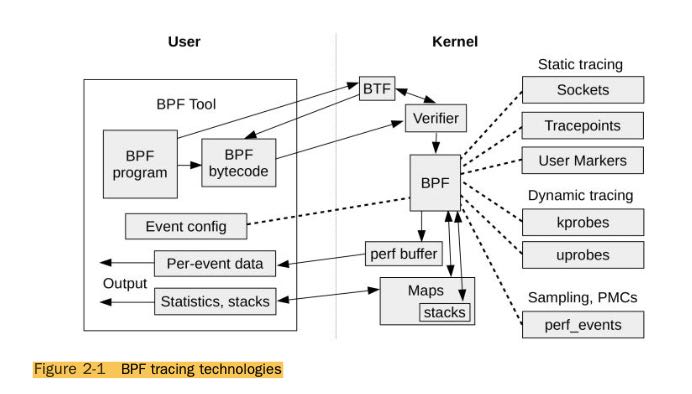 User
Kernel
BPF Tool
BPF
program
BPF
bytecode
Event config
Per-event data
Output
Statistics, stacks
BTF
Verifier
BPF
perf buffer
Maps
stacks
Static tracing
Sockets
Tracepoints
User Markers
Dynamic tracing
kprobes
uprobes
Sampling, PMCs
perf_events
Figure 2-1 BPF tracing technologies